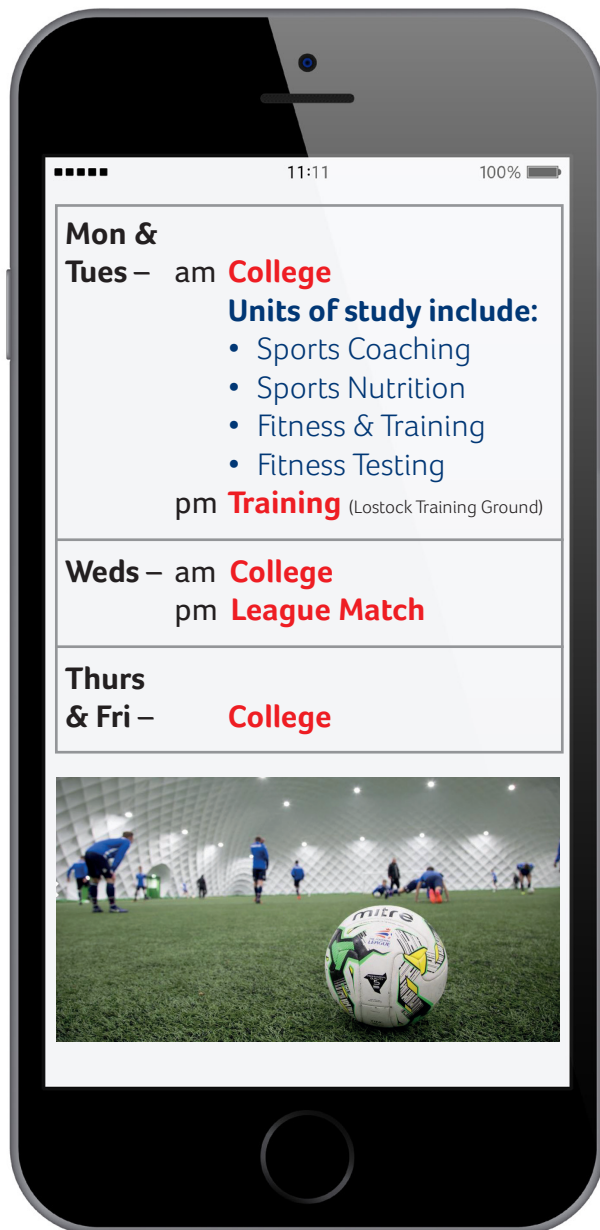 11:11 100%
Mon &
Tues – am College
Units of study include:
• Sports Coaching
• Sports Nutrition
• Fitness & Training
• Fitness Testing
pm Training (Lostock Training Ground)
Weds – am College
pm League Match
Thurs
& Fri – College
mitre
LEAGUE